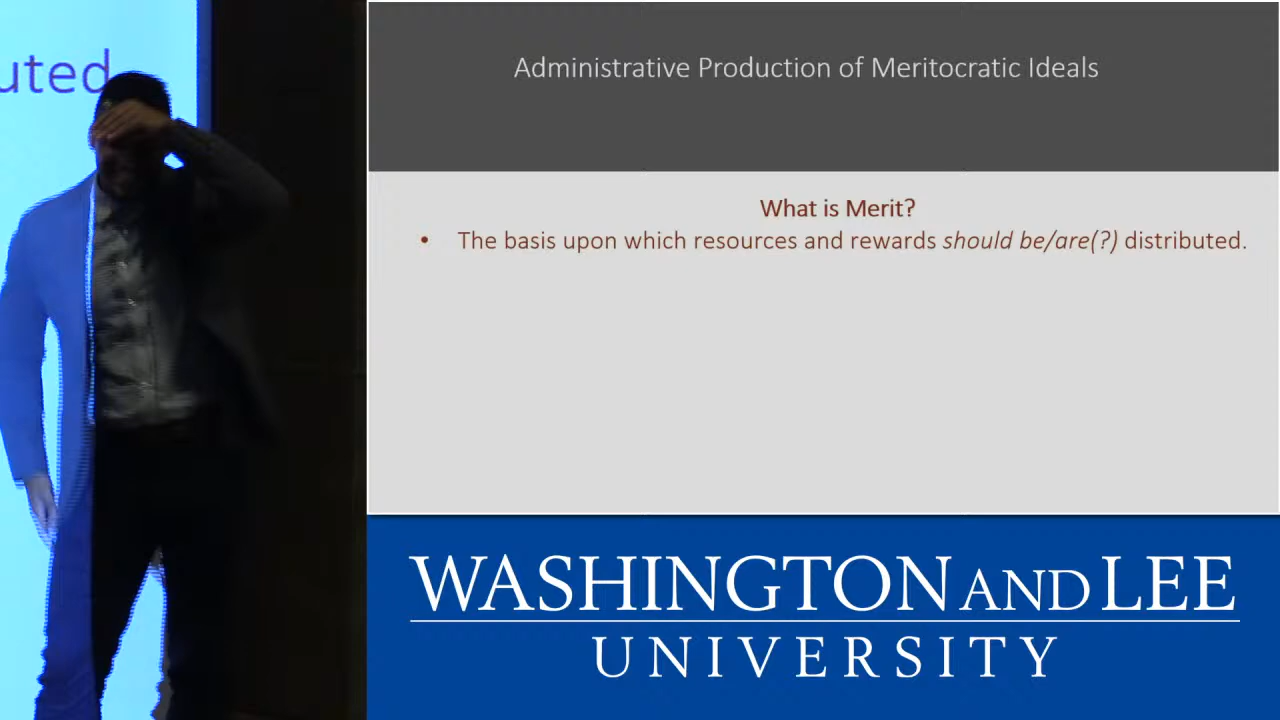 uted
Administrative Production of Meritocratic Ideals
What is Merit?
• The basis upon which resources and rewards should be/are(?) distributed.
WASHINGTON AND LEE
UNIVERSITY